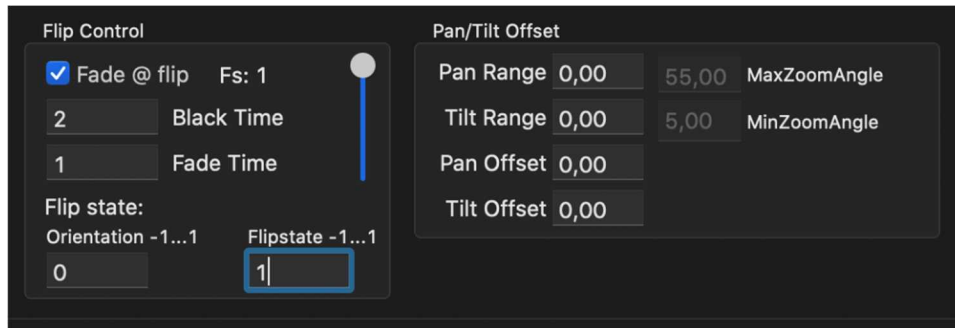 Flip Control
Fade @ flip Fs: 1
2 Black Time
1 Fade Time
Flip state:
Orientation -1...1 Flipstate -1...1
0 1
Pan/Tilt Offset
Pan Range 0,00 55,00 MaxZoomAngle
Tilt Range 0,00 5,00 MinZoomAngle
Pan Offset 0,00
Tilt Offset 0,00